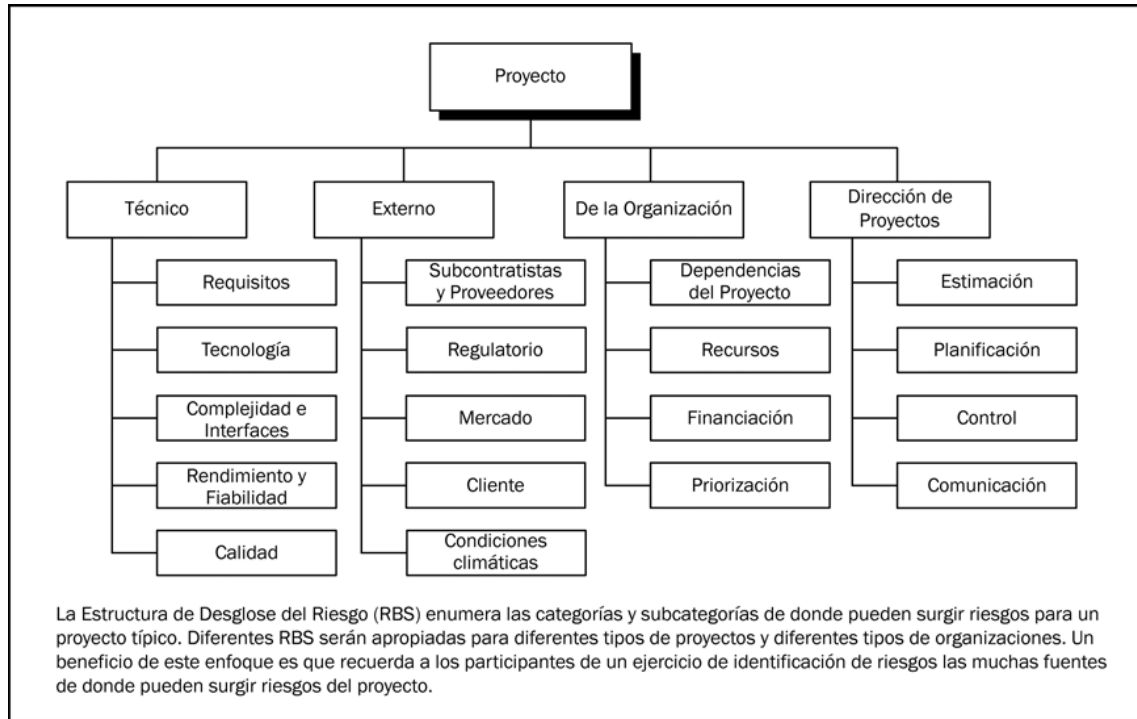 Proyecto
Técnico
Externo
De la Organización
Dirección de
Proyectos
Requisitos
Tecnología
Complejidad e
Interfaces
Rendimiento y
Fiabilidad
Calidad
Subcontratistas
y Proveedores
Regulatorio
Mercado
Cliente
Condiciones
climáticas
Dependencias
del Proyecto
Recursos
Financiación
Priorización
Estimación
Planificación
Control
Comunicación
La Estructura de Desglose del Riesgo (RBS) enumera las categorías y subcategorías de donde pueden surgir riesgos para un
proyecto típico. Diferentes RBS serán apropiadas para diferentes tipos de proyectos y diferentes tipos de organizaciones. Un
beneficio de este enfoque es que recuerda a los participantes de un ejercicio de identificación de riesgos las muchas fuentes
de donde pueden surgir riesgos del proyecto.